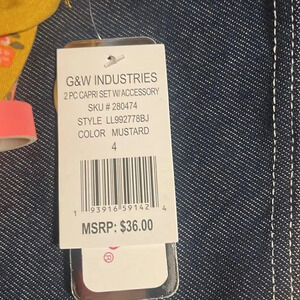 G&W INDUSTRIES
2 PC CAPRI SET W/ ACCESSORY
SKU # 280474
STYLE LL992778BJ
COLOR MUSTARD
4
1 93916 59142 4
MSRP: $36.00